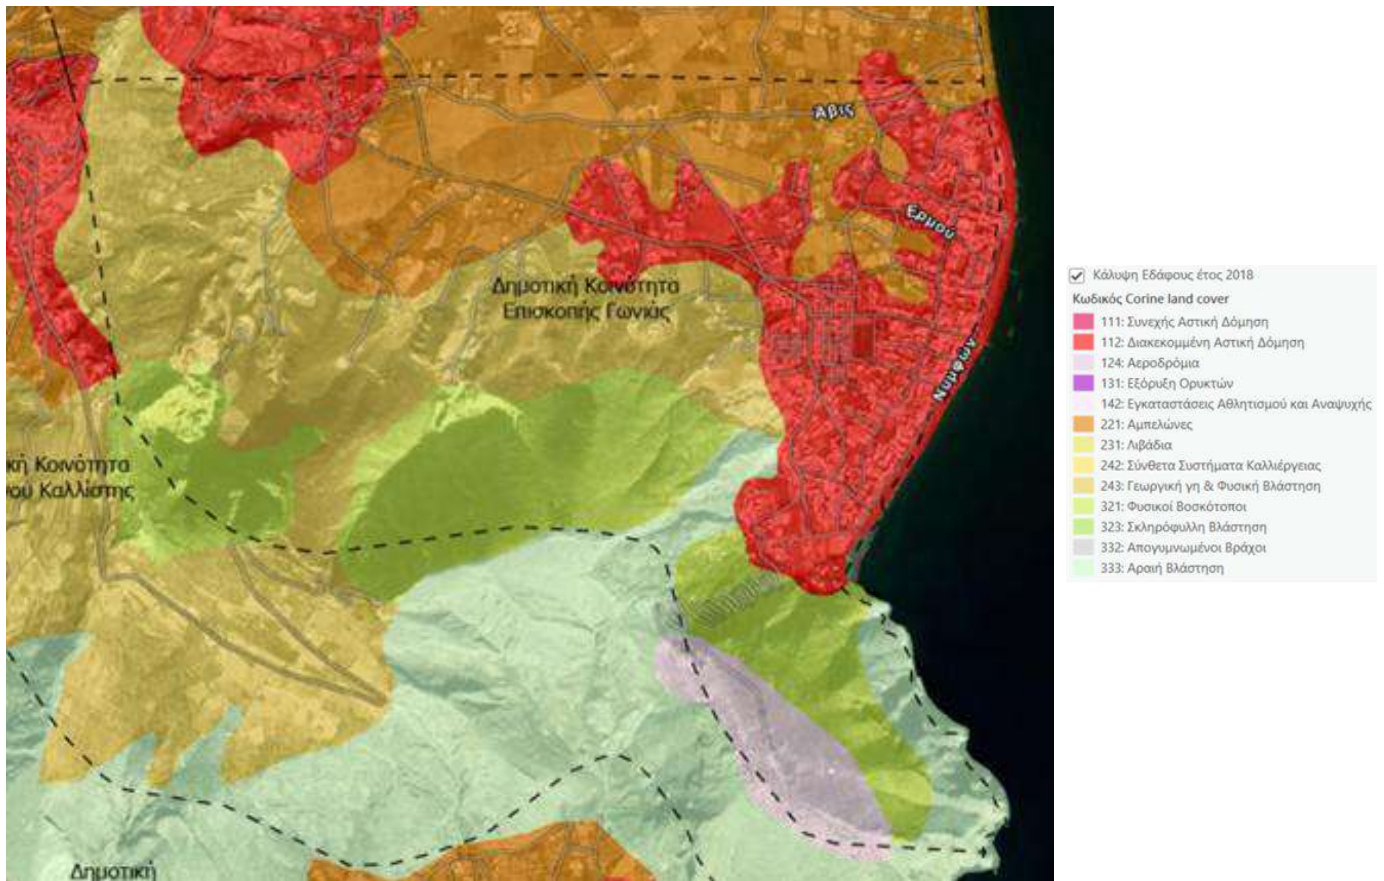 Άβις
Ερμού
Δημοτική Κοινότητα
Επισκοπής Γωνιάς
Νυμφών
κή Κοινότητα
νου Καλλίστης
Δημοτική
Κάλυψη Εδάφους έτος 2018
Κωδικός Corine land cover
111: Συνεχής Αστική Δόμηση
112: Διακεκομμένη Αστική Δόμηση
124: Αεροδρόμια
131: Εξόρυξη Ορυκτών
142: Εγκαταστάσεις Αθλητισμού και Αναψυχής
221: Αμπελώνες
231: Λιβάδια
242: Σύνθετα Συστήματα Καλλιέργειας
243: Γεωργική γη & Φυσική Βλάστηση
321: Φυσικοί Βοσκότοποι
323: Σκληρόφυλλη Βλάστηση
332: Απογυμνωμένοι Βράχοι
333: Αραιή Βλάστηση